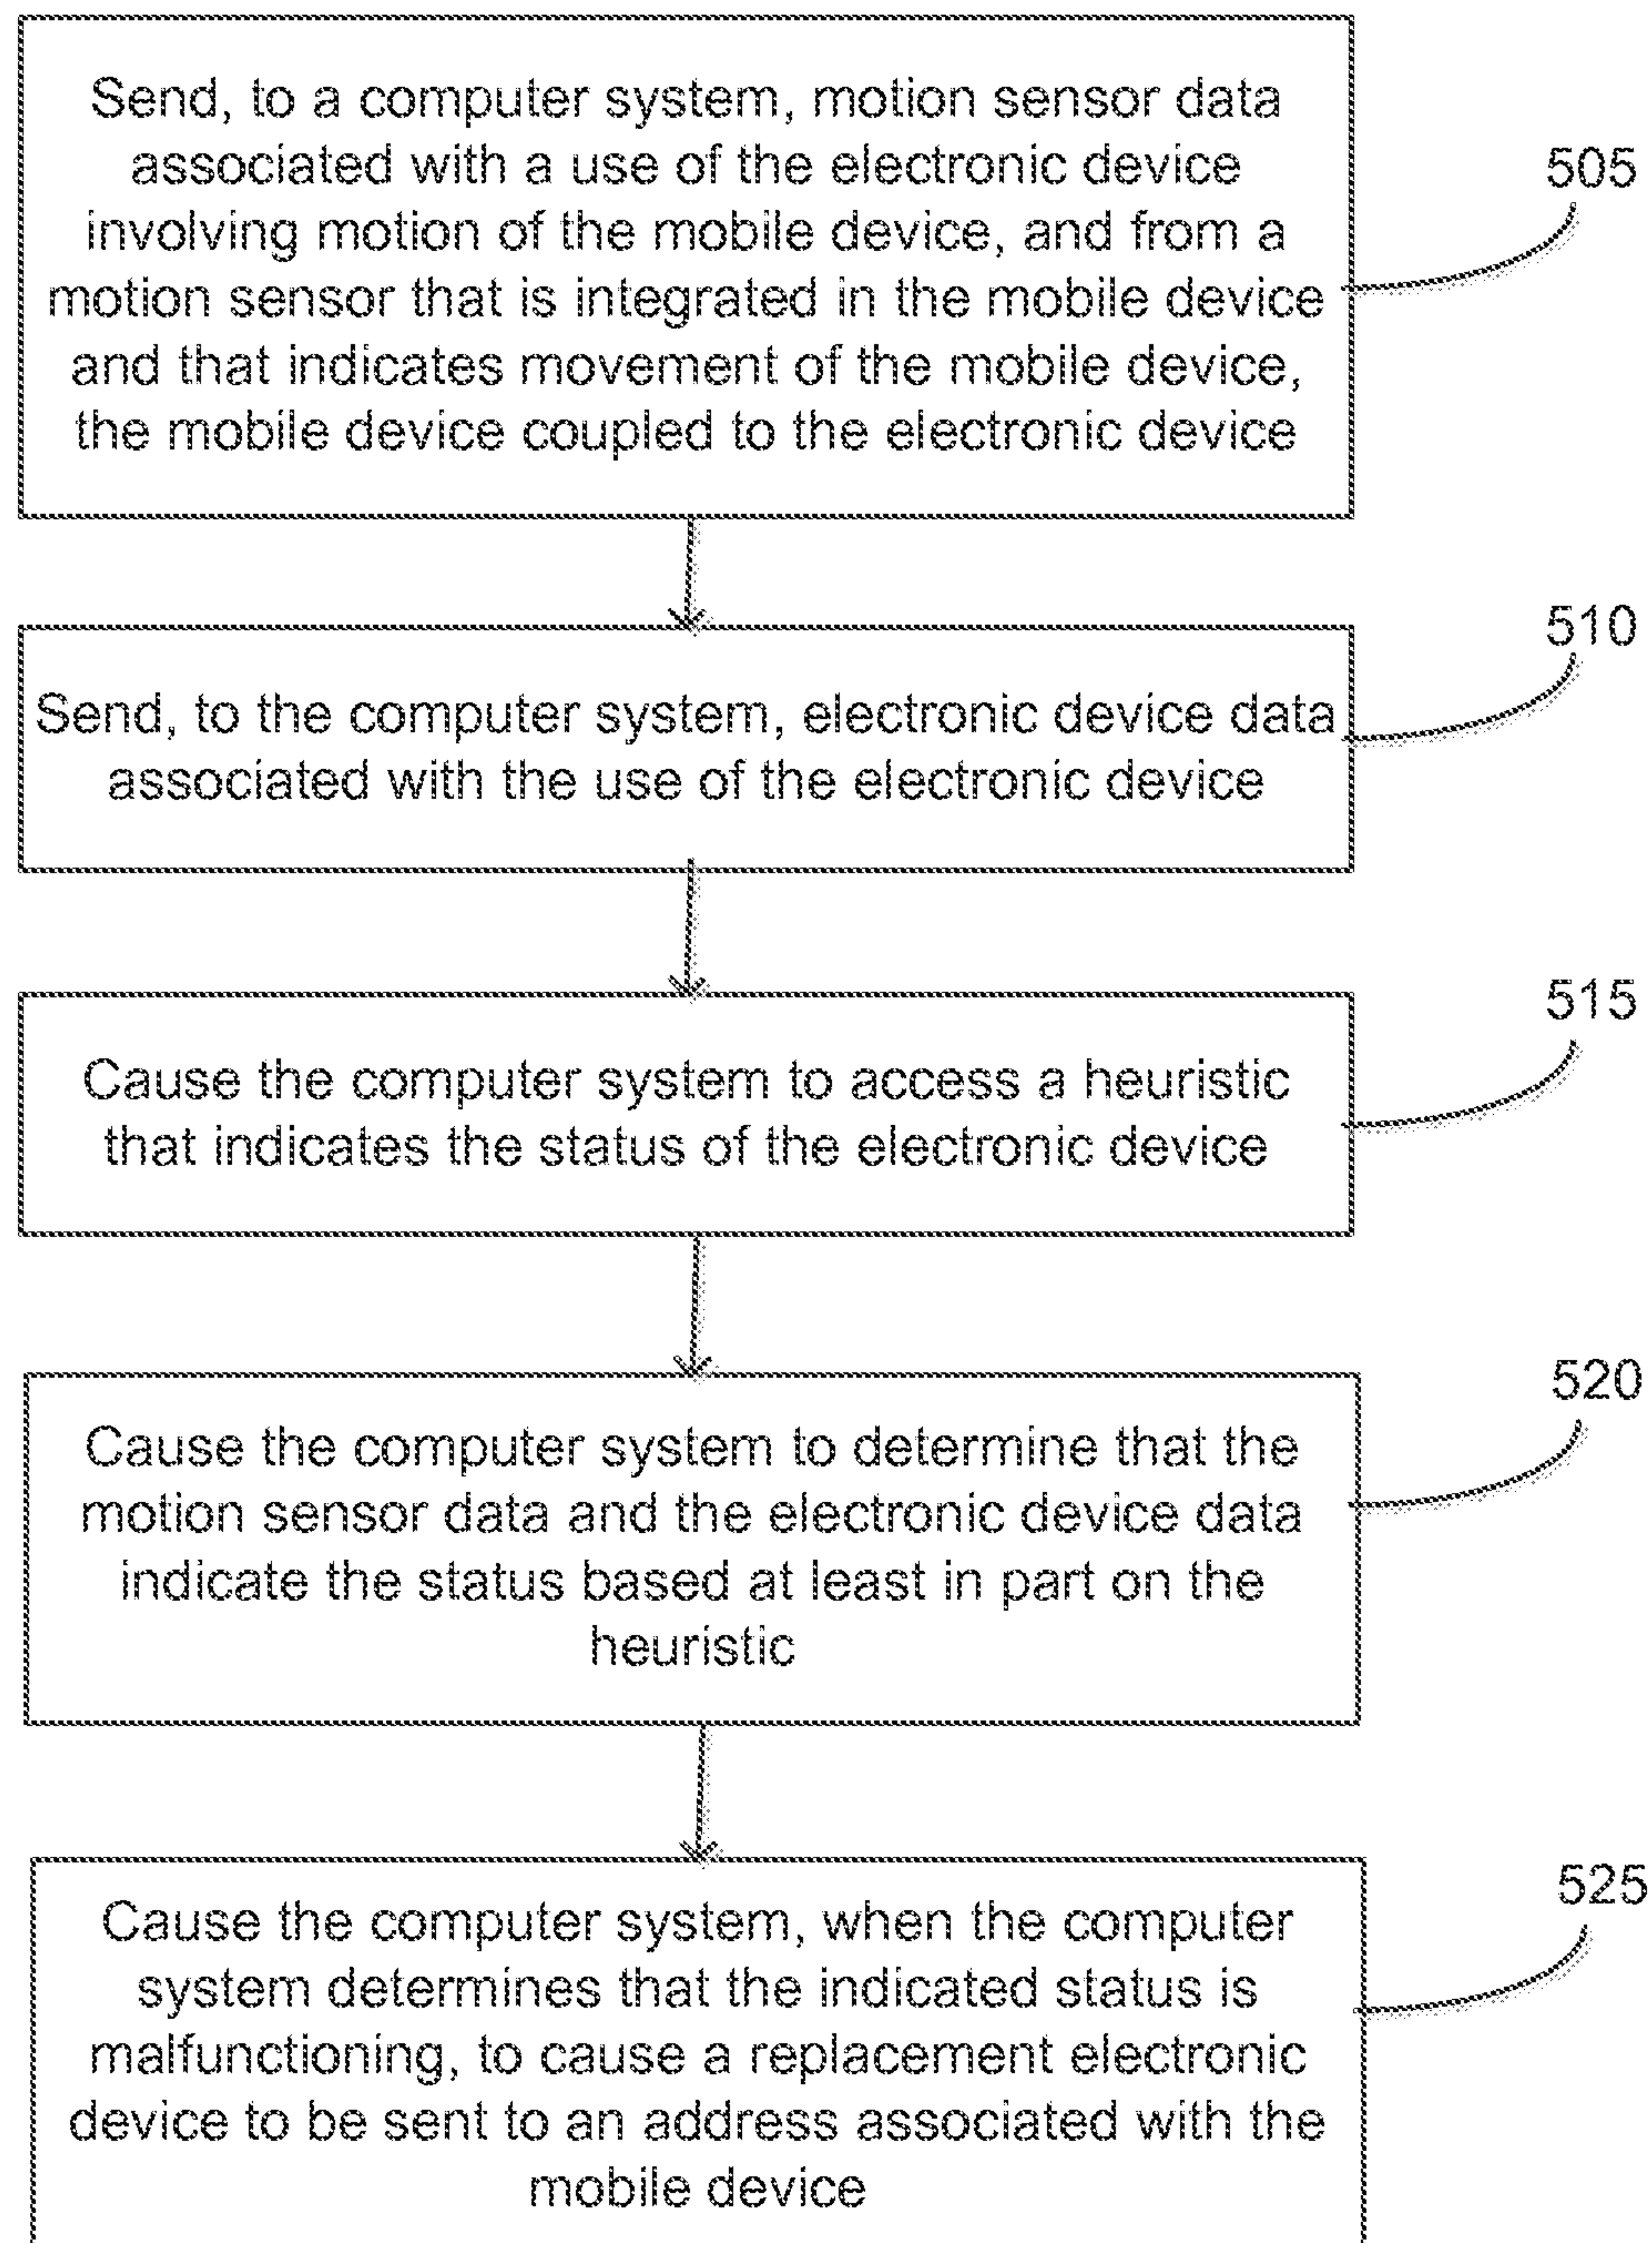 Send, to a computer system, motion sensor data
associated with a use of the electronic device
involving motion of the mobile device, and from a
motion sensor that is integrated in the mobile device
and that indicates movement of the mobile device,
the mobile device coupled to the electronic device
505
Send, to the computer system, electronic device data
associated with the use of the electronic device
510
Cause the computer system to access a heuristic
that indicates the status of the electronic device
515
Cause the computer system to determine that the
motion sensor data and the electronic device data
indicate the status based at least in part on the
heuristic
520
Cause the computer system, when the computer
system determines that the indicated status is
malfunctioning, to cause a replacement electronic
device to be sent to an address associated with the
mobile device
525